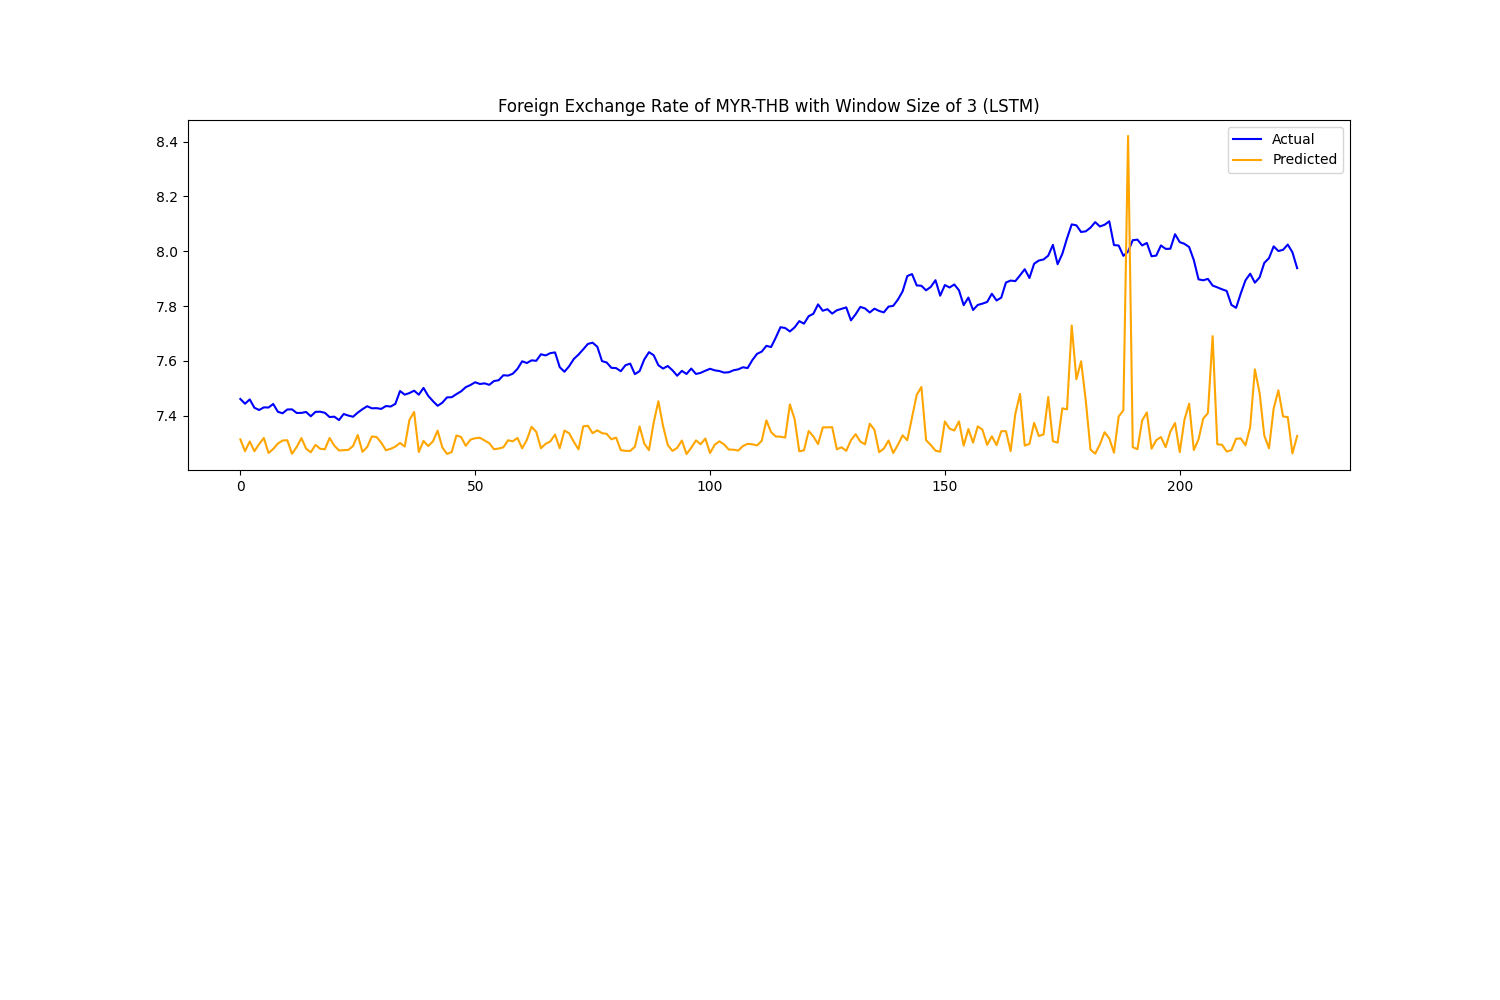 Foreign Exchange Rate of MYR-THB with Window Size of 3 (LSTM)
Actual
Predicted
8.4
8.2
8.0
7.8
7.6
7.4
0 50 100 150 200